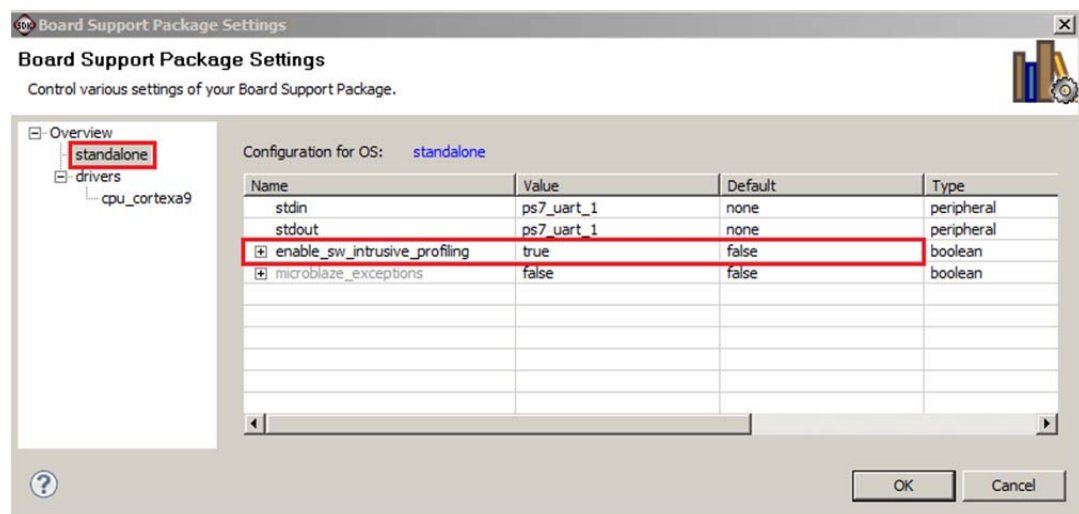 SDK Board Support Package Settings
Board Support Package Settings
Control various settings of your Board Support Package.
Overview
standalone
drivers
cpu_cortexa9
Configuration for OS: standalone
Name Value Default Type
stdin ps7_uart_1 none peripheral
stdout ps7_uart_1 none peripheral
enable_sw_intrusive_profiling true false boolean
microblaze_exceptions false false boolean
? OK Cancel